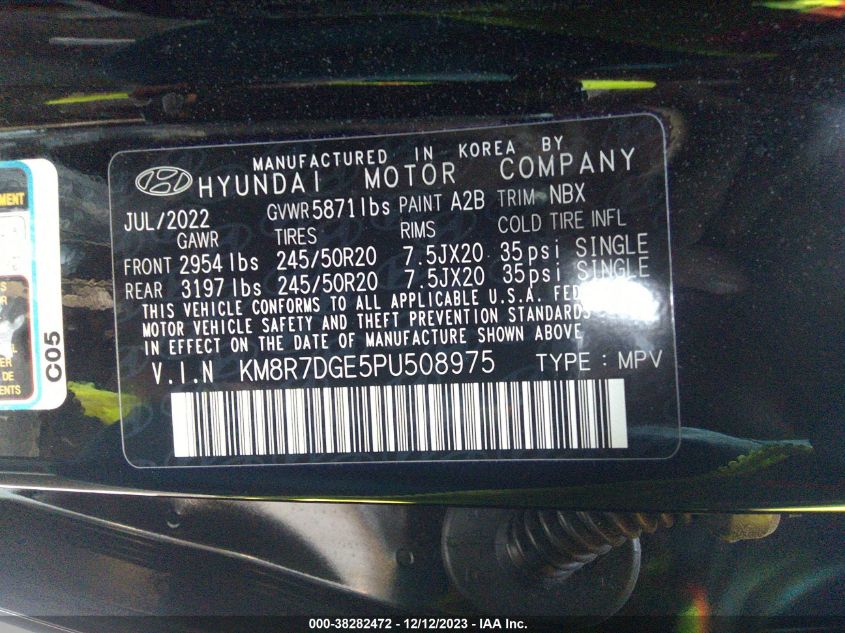 MANUFACTURED IN KOREA BY
HYUNDAI MOTOR COMPANY
JUL/2022 GVWR 5871 lbs PAINT A2B TRIM NBX
GAWR TIRES RIMS COLD TIRE INFL
FRONT 2954 lbs 245/50R20 7.5JX20 35psi SINGLE
REAR 3197 lbs 245/50R20 7.5JX20 35psi SINGLE
THIS VEHICLE CONFORMS TO ALL APPLICABLE U.S.A.
MOTOR VEHICLE SAFETY AND THEFT PREVENTION STANDARDS
IN EFFECT ON THE DATE OF MANUFACTURE SHOWN ABOVE
V.I.N KM8R7DGE5PU508975 TYPE : MPV
C05
DE
000-38282472 - 12/12/2023 - IAA Inc.